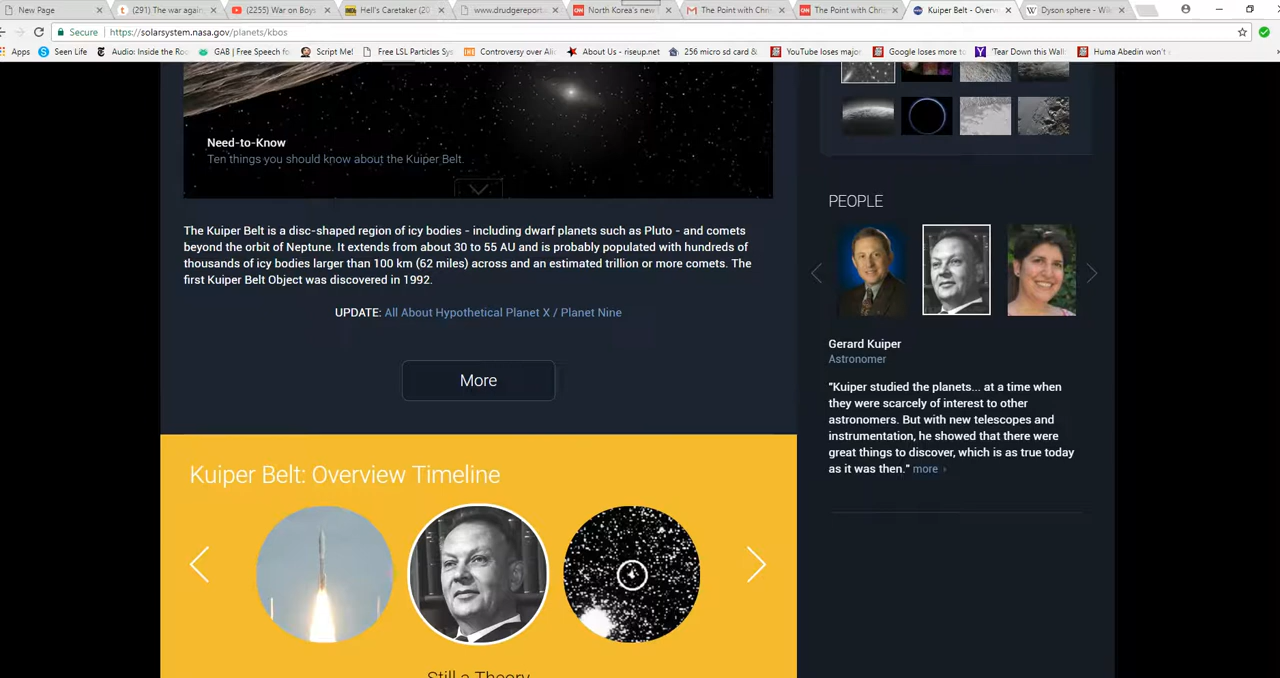 New Page
(291) The war again
(2255) War on Boys
Hell's Caretaker (20
www.drudgereport
North Korea's new
The Point with Chri
The Point with Chris
Kuiper Belt - Overv
Dyson sphere - Wik
Secure https://solarsystem.nasa.gov/planets/kbos
Apps
Seen Life
Audio: Inside the Ro
GAB | Free Speech fo
Script Me!
Free LSL Particles Sys
Controversy over Ali
About Us - riseup.net
256 micro sd card &
YouTube loses major
Google loses more to
'Tear Down this Wall
Huma Abedin won't
Need-to-Know
Ten things you should know about the Kuiper Belt.
The Kuiper Belt is a disc-shaped region of icy bodies - including dwarf planets such as Pluto - and comets
beyond the orbit of Neptune. It extends from about 30 to 55 AU and is probably populated with hundreds of
thousands of icy bodies larger than 100 km (62 miles) across and an estimated trillion or more comets. The
first Kuiper Belt Object was discovered in 1992.
UPDATE: All About Hypothetical Planet X / Planet Nine
More
Kuiper Belt: Overview Timeline
Still a Theory
PEOPLE
Gerard Kuiper
Astronomer
"Kuiper studied the planets... at a time when
they were scarcely of interest to other
astronomers. But with new telescopes and
instrumentation, he showed that there were
great things to discover, which is as true today
as it was then." more ›